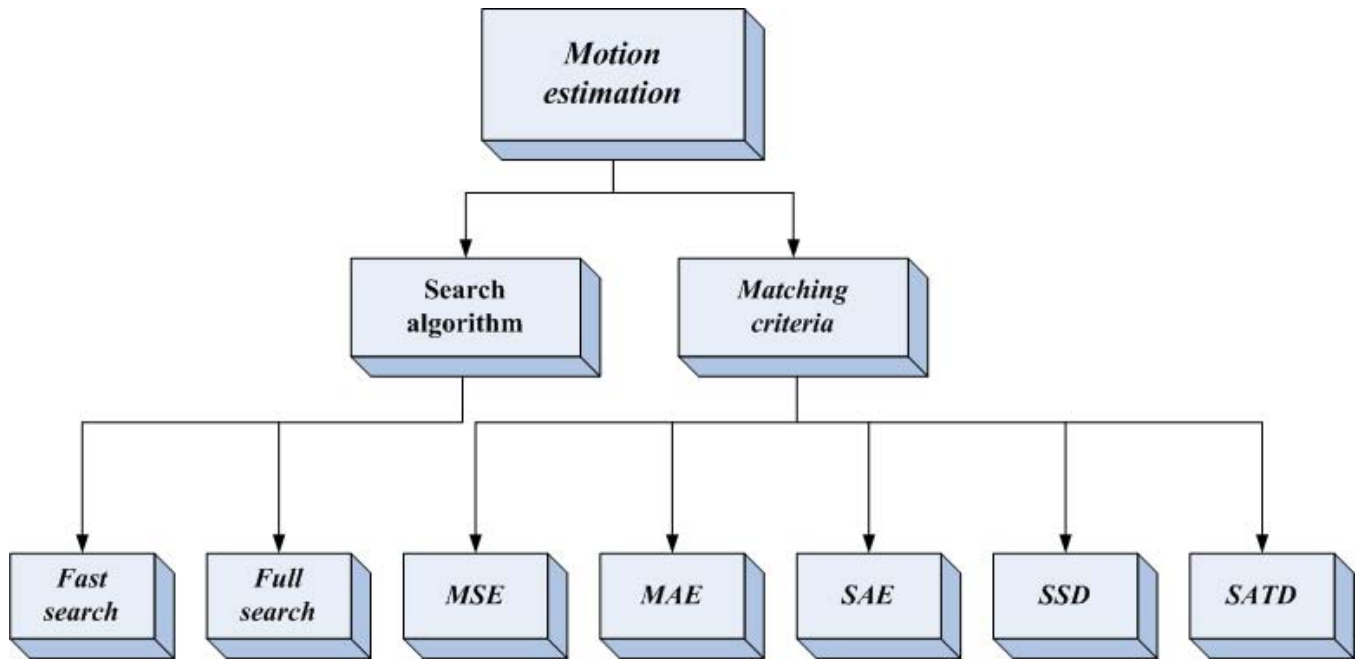 Motion
estimation
Search
algorithm
Matching
criteria
Fast
search
Full
search
MSE
MAE
SAE
SSD
SATD